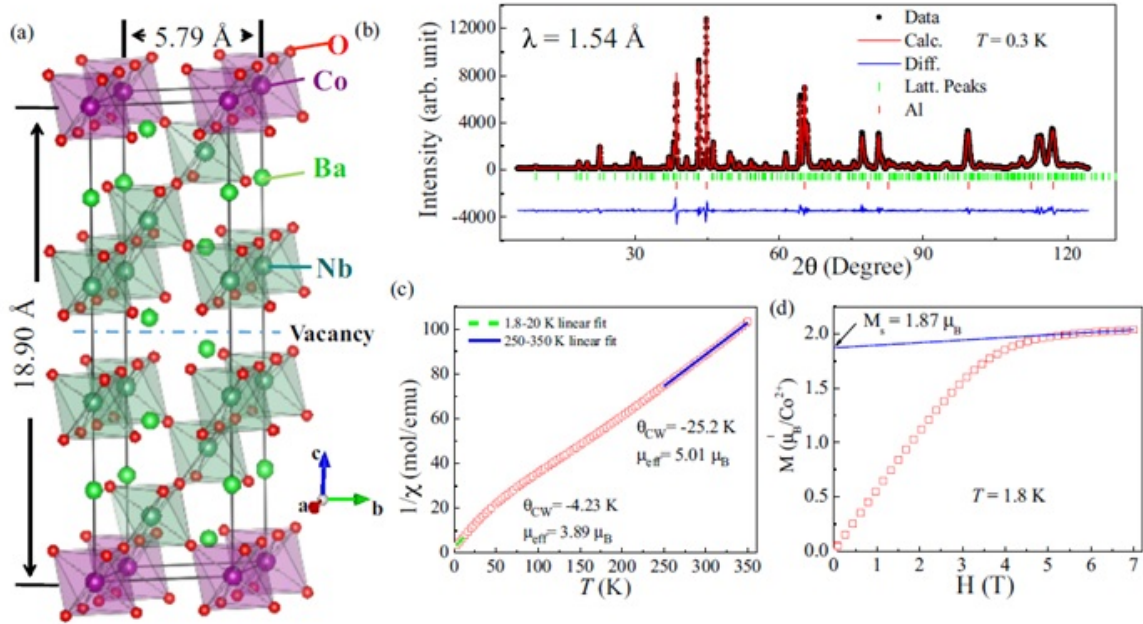 (a)
5.79 Å
O
Co
Ba
Nb
Vacancy
18.90 Å
c
a
b
(b)
λ = 1.54 Å
Data
Calc.
T = 0.3 K
Diff.
Latt. Peaks
Al
Intensity (arb. unit)
12000
8000
4000
0
-4000
30
60
90
120
2θ (Degree)
(c)
1.8-20 K linear fit
250-350 K linear fit
θCW= -25.2 K
μeff= 5.01 μB
θCW= -4.23 K
μeff= 3.89 μB
1/χ (mol/emu)
100
80
60
40
20
0
0
50
100
150
200
250
300
350
T (K)
(d)
Ms = 1.87 μB
T = 1.8 K
M (μB/Co2+)
2.0
1.5
1.0
0.5
0.0
0
1
2
3
4
5
6
7
H (T)